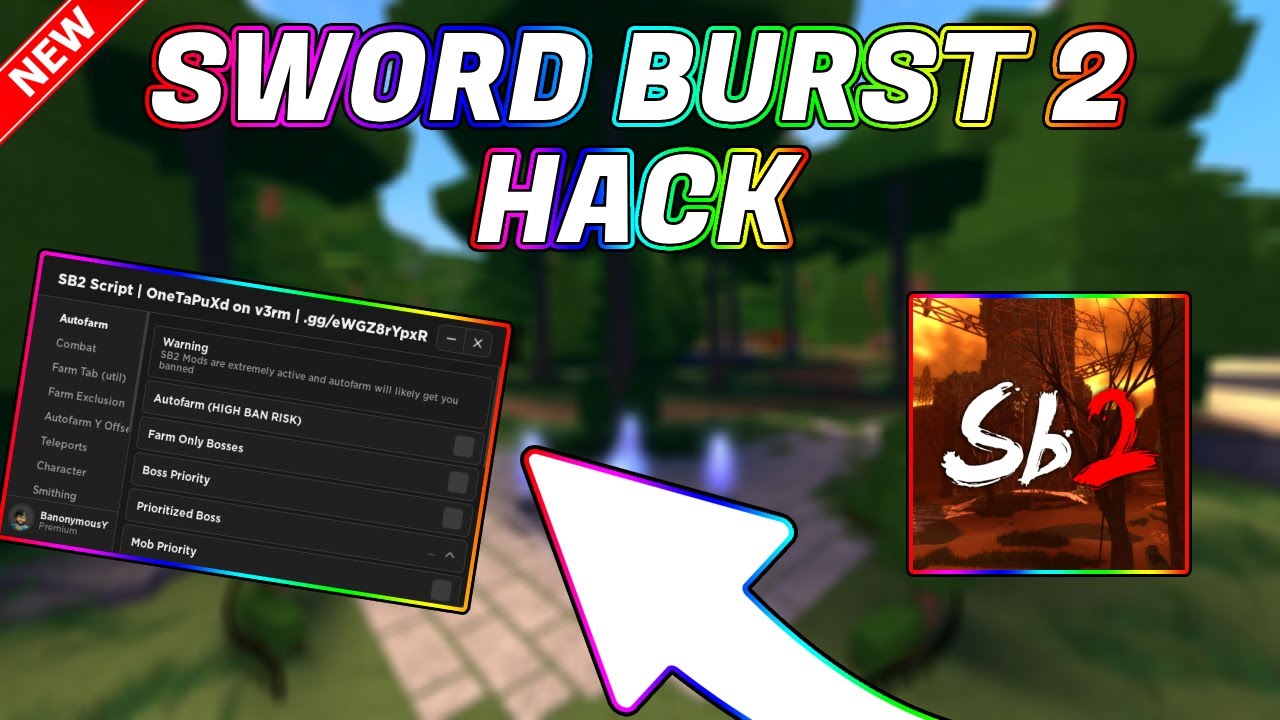 NEW
SWORD BURST 2
HACK
SB2 Script | OneTaPuXd on v3rm | .gg/eWGZ8rYpxR
Autofarm
Combat
Farm Tab (util)
Farm Exclusion
Autofarm Y Offse
Teleports
Character
Smithing
BanonymousY
Premium
Warning
SB2 Mods are extremely active and autofarm will likely get you
banned
Autofarm (HIGH BAN RISK)
Farm Only Bosses
Boss Priority
Prioritized Boss
...
Mob Priority
Sb2